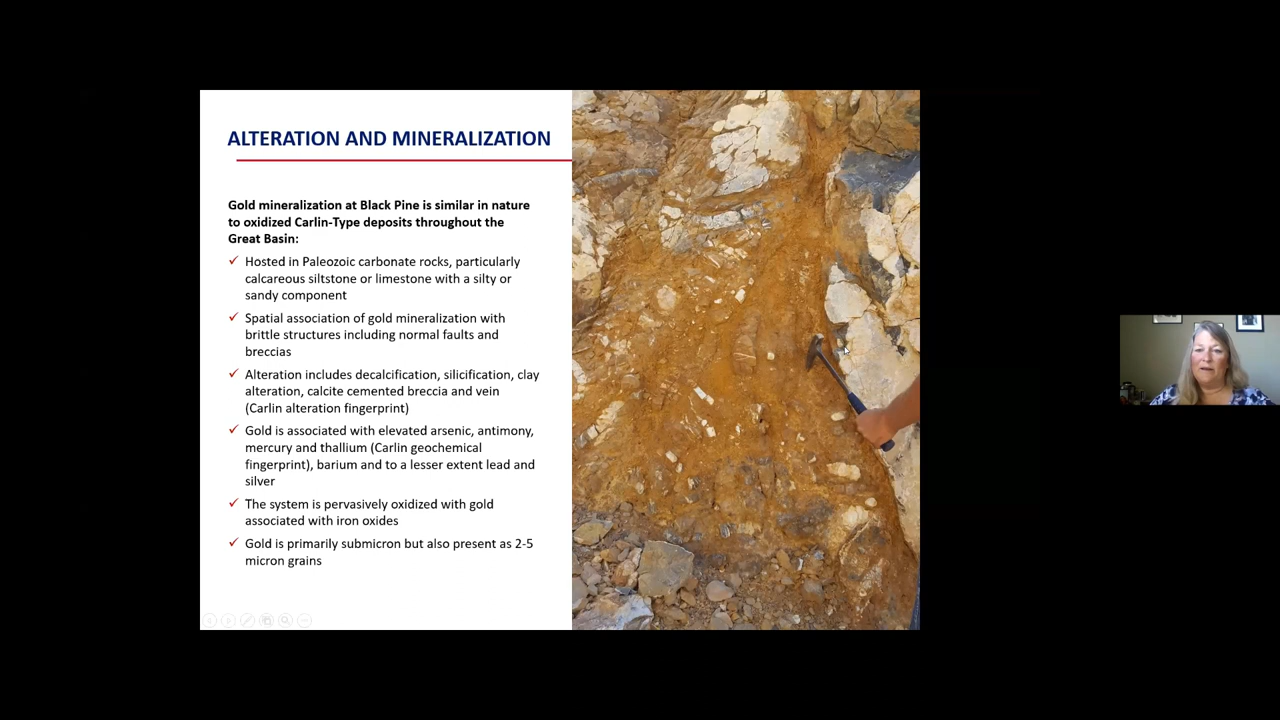 ALTERATION AND MINERALIZATION
Gold mineralization at Black Pine is similar in nature
to oxidized Carlin-Type deposits throughout the
Great Basin:
✓ Hosted in Paleozoic carbonate rocks, particularly
calcareous siltstone or limestone with a silty or
sandy component
✓ Spatial association of gold mineralization with
brittle structures including normal faults and
breccias
✓ Alteration includes decalcification, silicification, clay
alteration, calcite cemented breccia and vein
(Carlin alteration fingerprint)
✓ Gold is associated with elevated arsenic, antimony,
mercury and thallium (Carlin geochemical
fingerprint), barium and to a lesser extent lead and
silver
✓ The system is pervasively oxidized with gold
associated with iron oxides
✓ Gold is primarily submicron but also present as 2-5
micron grains